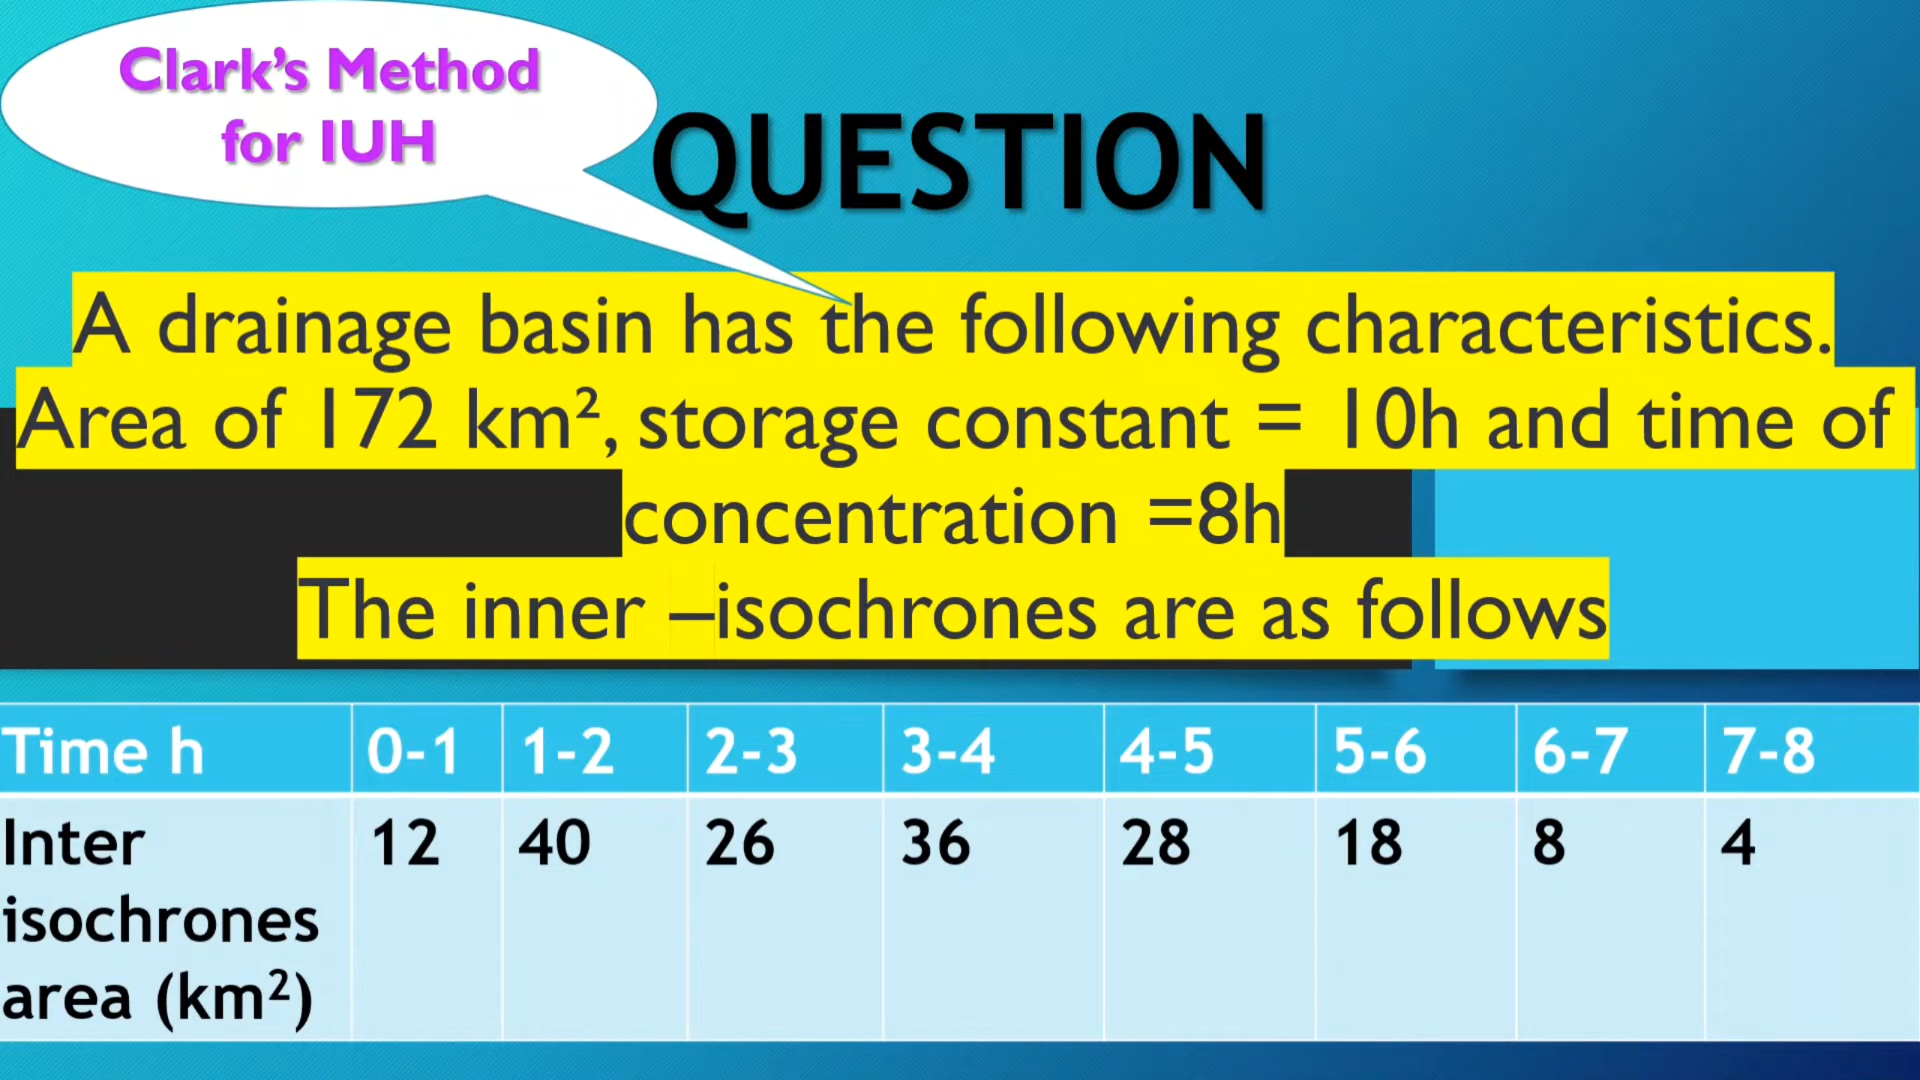 Clark's Method
for IUH
QUESTION
A drainage basin has the following characteristics.
Area of 172 km², storage constant = 10h and time of
concentration =8h
The inner –isochrones are as follows
Time h 0-1 1-2 2-3 3-4 4-5 5-6 6-7 7-8
Inter 12 40 26 36 28 18 8 4
isochrones
area (km²)